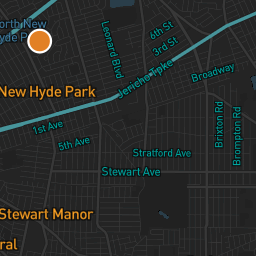 North New
Hyde Park
6th St
3rd St
Leonard Blvd
Jericho Tpke
Broadway
New Hyde Park
1st Ave
5th Ave
Brixton Rd
Brompton Rd
Stratford Ave
Stewart Ave
Stewart Manor
ral